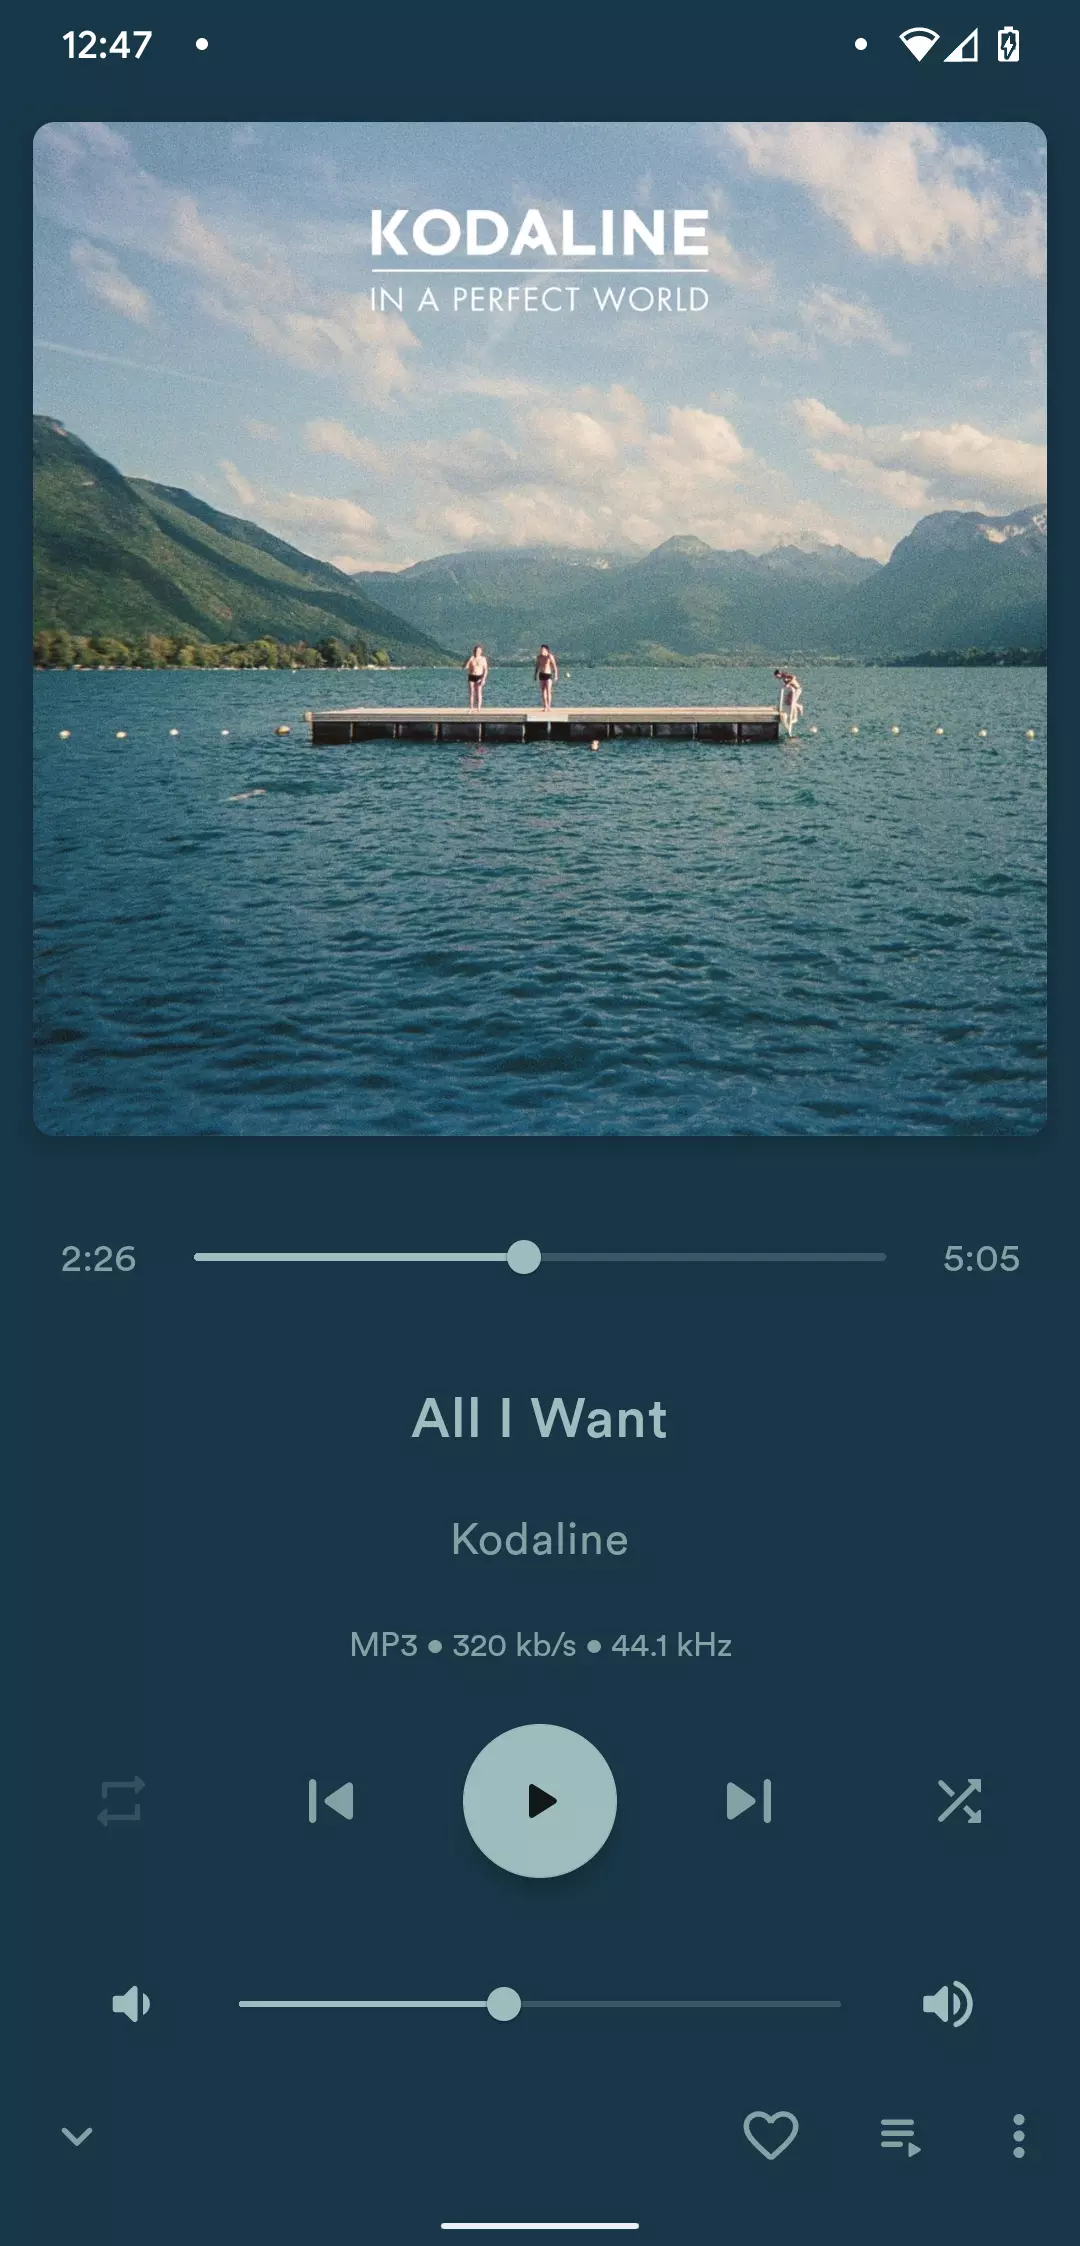 12:47
KODALINE
IN A PERFECT WORLD
2:26
5:05
All I Want
Kodaline
MP3 • 320 kb/s • 44.1 kHz